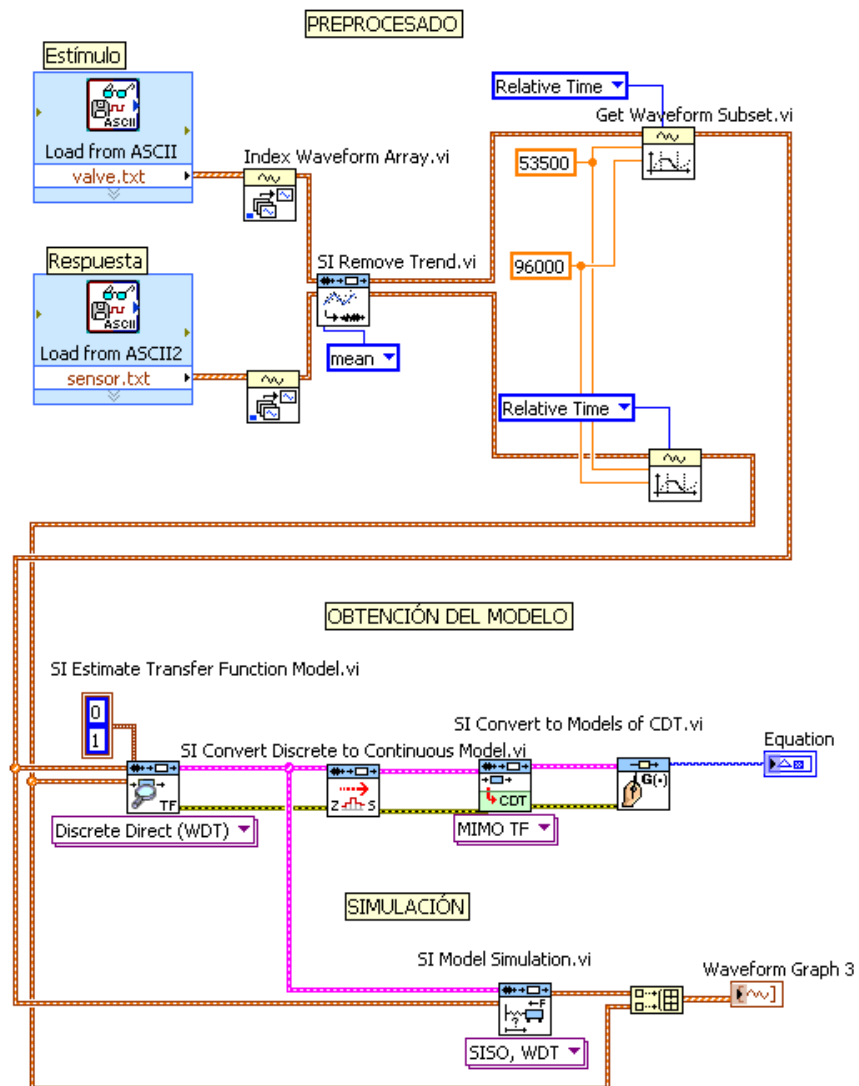 PREPROCESADO
Estímulo
ASCII
Load from ASCII
valve.txt
Index Waveform Array.vi
Relative Time
Get Waveform Subset.vi
53500
Respuesta
ASCII
Load from ASCII2
sensor.txt
SI Remove Trend.vi
mean
96000
Relative Time
OBTENCIÓN DEL MODELO
SI Estimate Transfer Function Model.vi
0
1
TF
Discrete Direct (WDT)
SI Convert Discrete to Continuous Model.vi
Z S
SI Convert to Models of CDT.vi
CDT
MIMO TF
G(·)
Equation
SIMULACIÓN
SI Model Simulation.vi
F
?
SISO, WDT
Waveform Graph 3